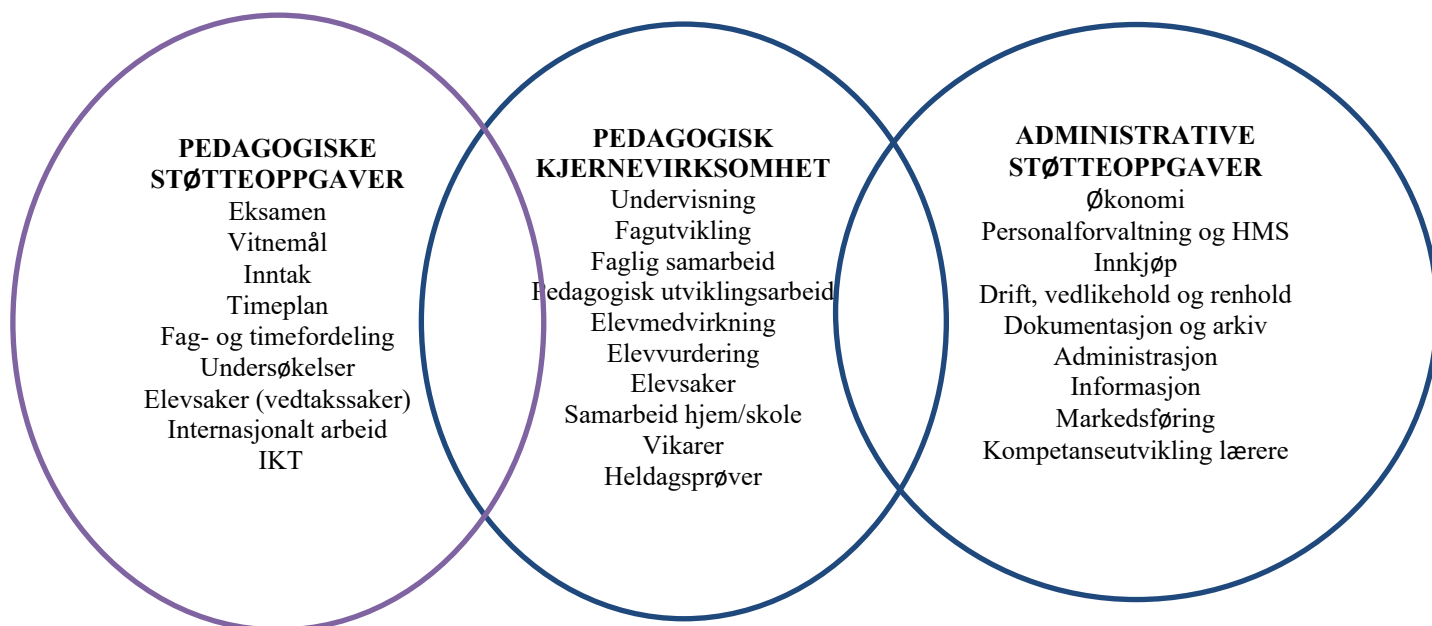 PEDAGOGISKE
STØTTEOPPGAVER
Eksamen
Vitnemål
Inntak
Timeplan
Fag- og timefordeling
Undersøkelser
Elevsaker (vedtakssaker)
Internasjonalt arbeid
IKT
PEDAGOGISK
KJERNEVIRKSOMHET
Undervisning
Fagutvikling
Faglig samarbeid
Pedagogisk utviklingsarbeid
Elevmedvirkning
Elevvurdering
Elevsaker
Samarbeid hjem/skole
Vikarer
Heldagsprøver
ADMINISTRATIVE
STØTTEOPPGAVER
Økonomi
Personalforvaltning og HMS
Innkjøp
Drift, vedlikehold og renhold
Dokumentasjon og arkiv
Administrasjon
Informasjon
Markedsføring
Kompetanseutvikling lærere